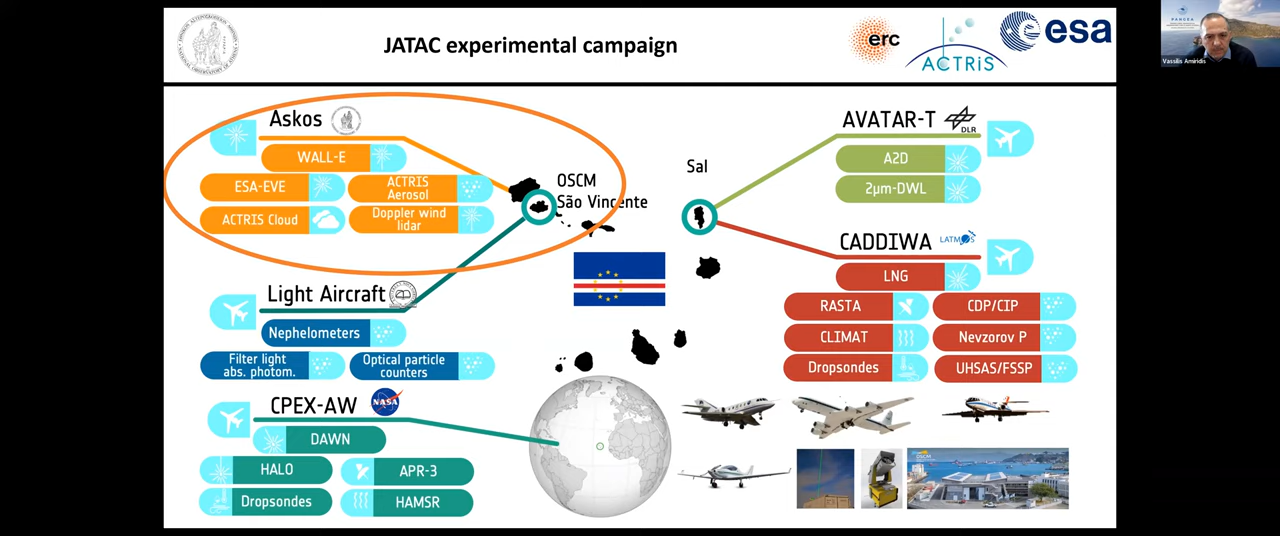 JATAC experimental campaign
erc
ACTRiS
esa
PANGEA
Vassilis Amiridis
Askos
WALL-E
ESA-EVE
ACTRIS
Aerosol
ACTRIS Cloud
Doppler wind
lidar
OSCM
São Vincente
Sal
AVATAR-T
DLR
A2D
2µm-DWL
CADDIWA
LATMOS
LNG
RASTA
CDP/CIP
CLIMAT
Nevzorov P
Dropsondes
UHSAS/FSSP
Light Aircraft
Nephelometers
Filter light
abs. photom.
Optical particle
counters
CPEX-AW
NASA
DAWN
HALO
APR-3
Dropsondes
HAMSR
OSCM